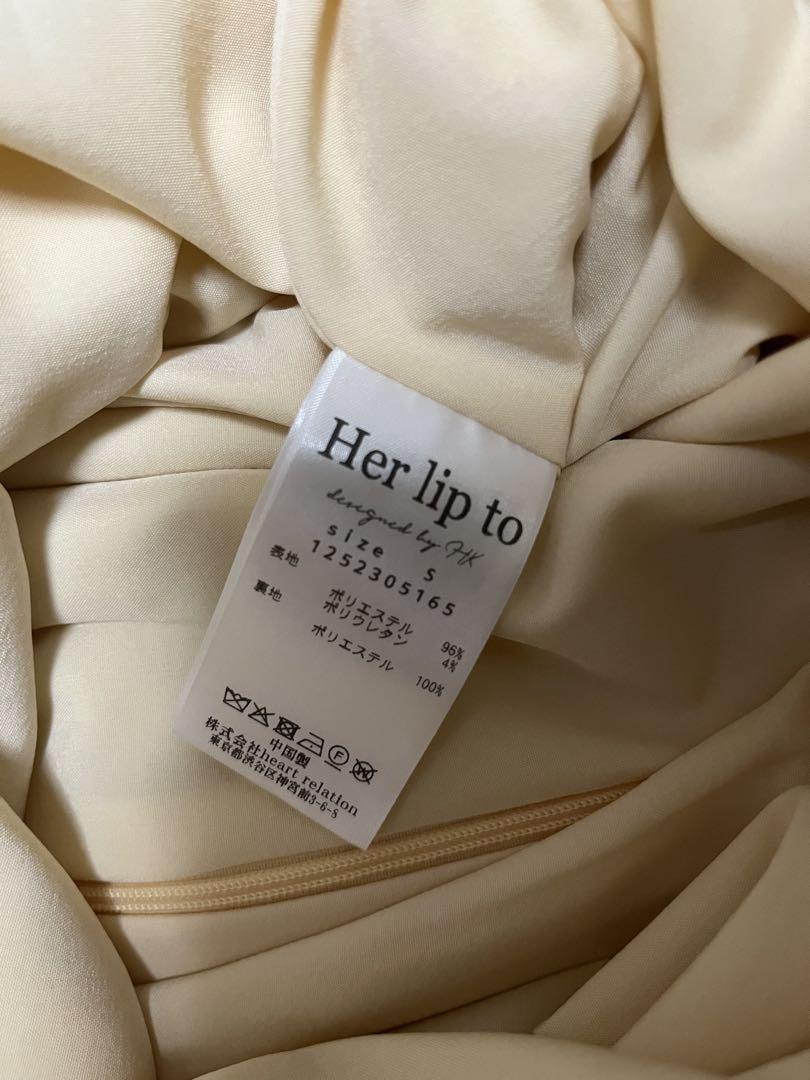 Her lip to
designed by HK
size S
1252305165
表地
ポリエステル 96%
ポリウレタン 4%
裏地
ポリエステル 100%
F W
中国製
株式会社heart relation
東京都渋谷区神宮前3-6-8